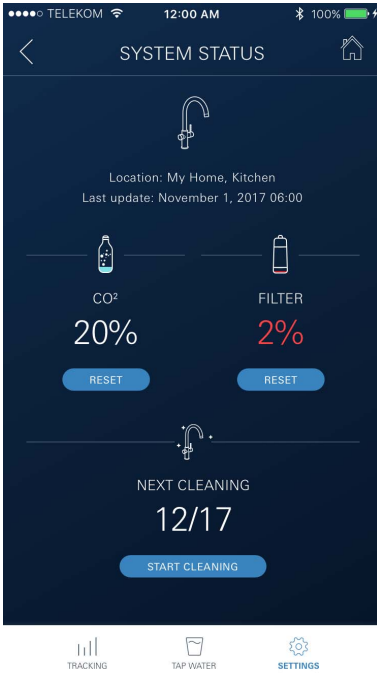 TELEKOM 12:00 AM 100%
SYSTEM STATUS
Location: My Home, Kitchen
Last update: November 1, 2017 06:00
CO² FILTER
20% 2%
RESET RESET
NEXT CLEANING
12/17
START CLEANING
TRACKING TAP WATER SETTINGS